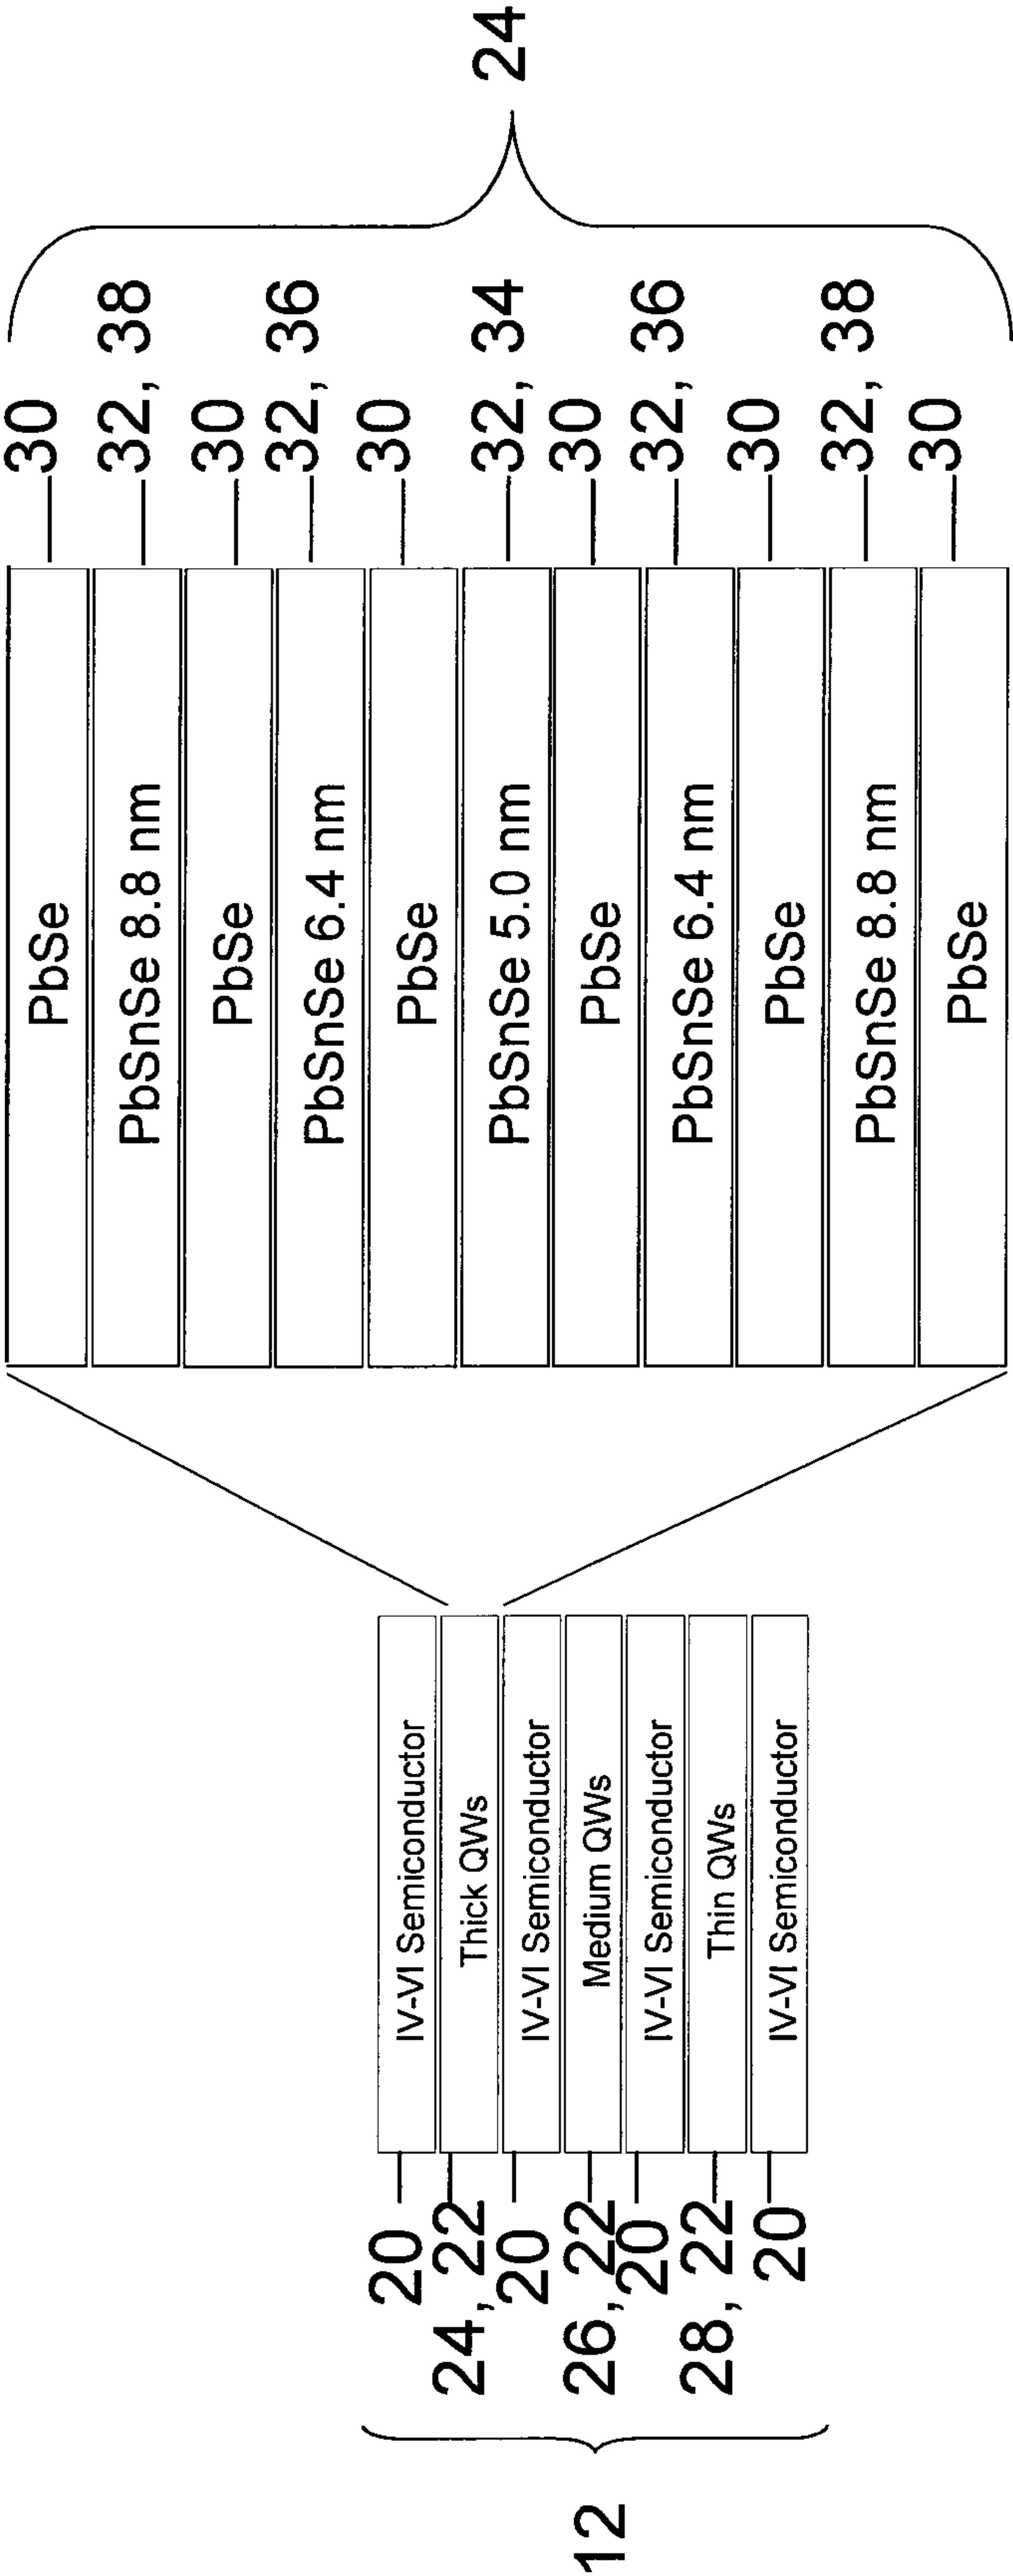 12
20
24, 22
20
26, 22
20
28, 22
20
IV-VI Semiconductor
Thick QWs
IV-VI Semiconductor
Medium QWs
IV-VI Semiconductor
Thin QWs
IV-VI Semiconductor
PbSe
PbSnSe 8.8 nm
PbSe
PbSnSe 6.4 nm
PbSe
PbSnSe 5.0 nm
PbSe
PbSnSe 6.4 nm
PbSe
PbSnSe 8.8 nm
PbSe
30
32, 38
30
32, 36
30
32, 34
30
32, 36
30
32, 38
30
24